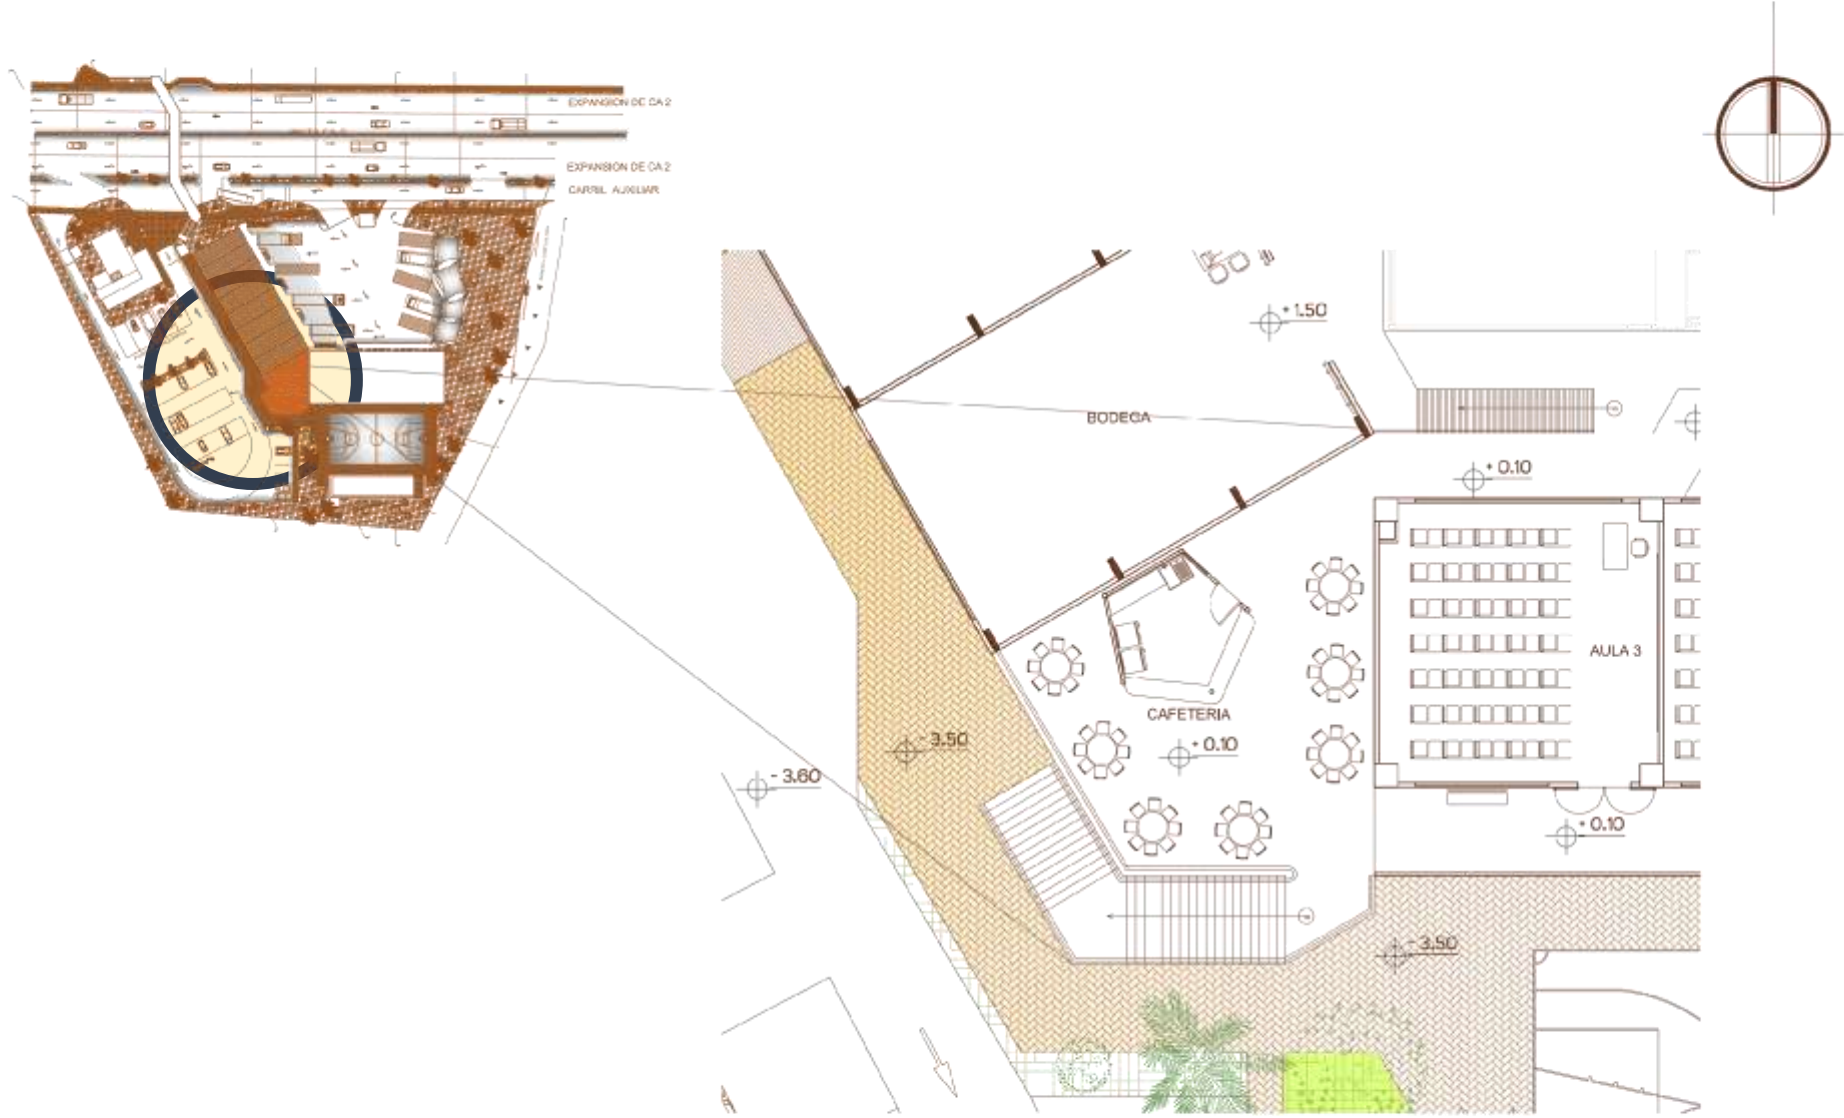 EXPANSION DE CA 2
EXPANSION DE CA 2
CARRIL AUXILIAR
+ 1.50
BODEGA
+ 0.10
AULA 3
CAFETERIA
+ 0.10
- 3.50
- 3.60
+ 0.10
- 3.50